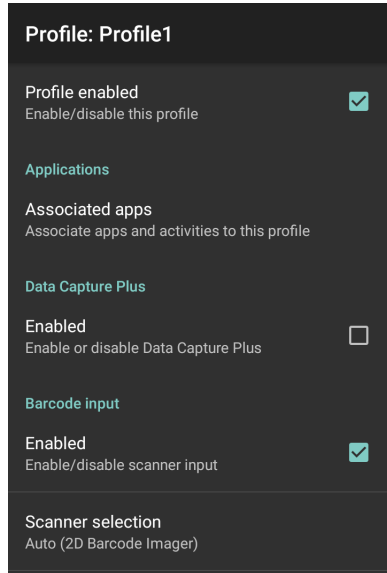 Profile: Profile1
Profile enabled
Enable/disable this profile
Applications
Associated apps
Associate apps and activities to this profile
Data Capture Plus
Enabled
Enable or disable Data Capture Plus
Barcode input
Enabled
Enable/disable scanner input
Scanner selection
Auto (2D Barcode Imager)